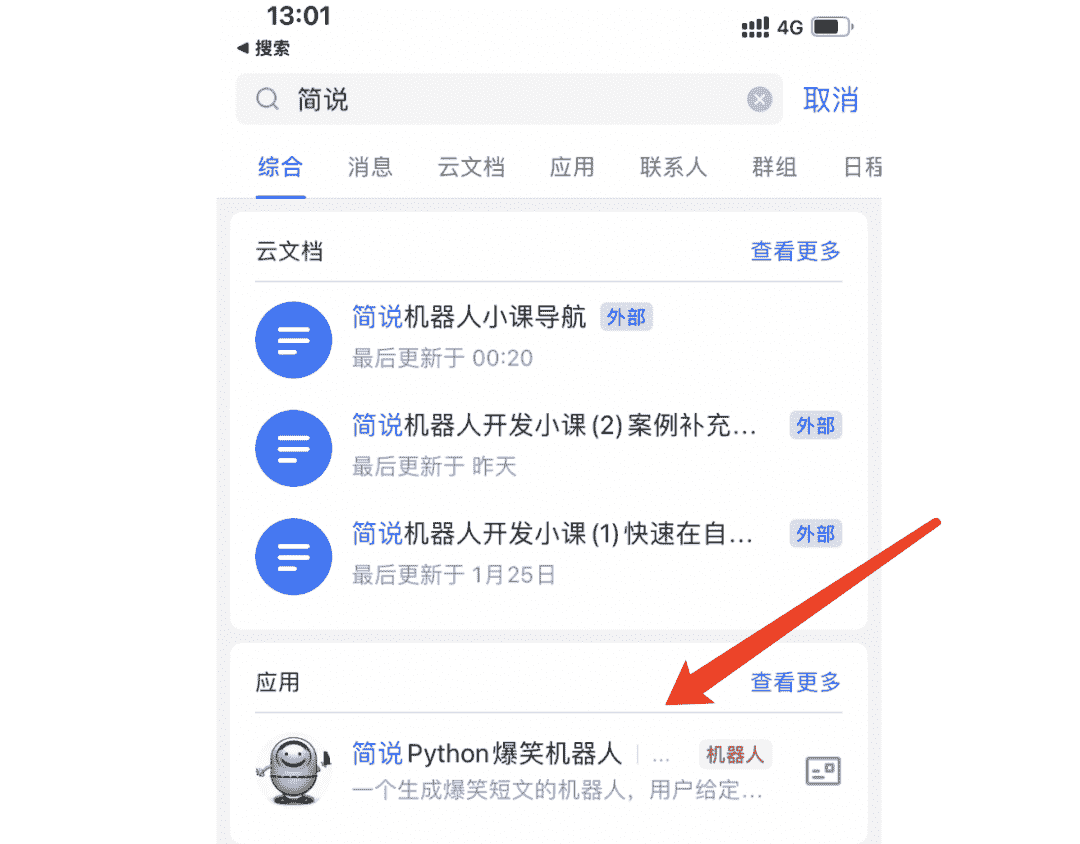 13:01
4G
搜索
简说
取消
综合 消息 云文档 应用 联系人 群组 日程
云文档 查看更多
简说机器人小课导航 外部
最后更新于 00:20
简说机器人开发小课(2)案例补充... 外部
最后更新于 昨天
简说机器人开发小课(1)快速在自... 外部
最后更新于 1月25日
应用 查看更多
简说Python爆笑机器人 | ... 机器人
一个生成爆笑短文的机器人，用户给定...